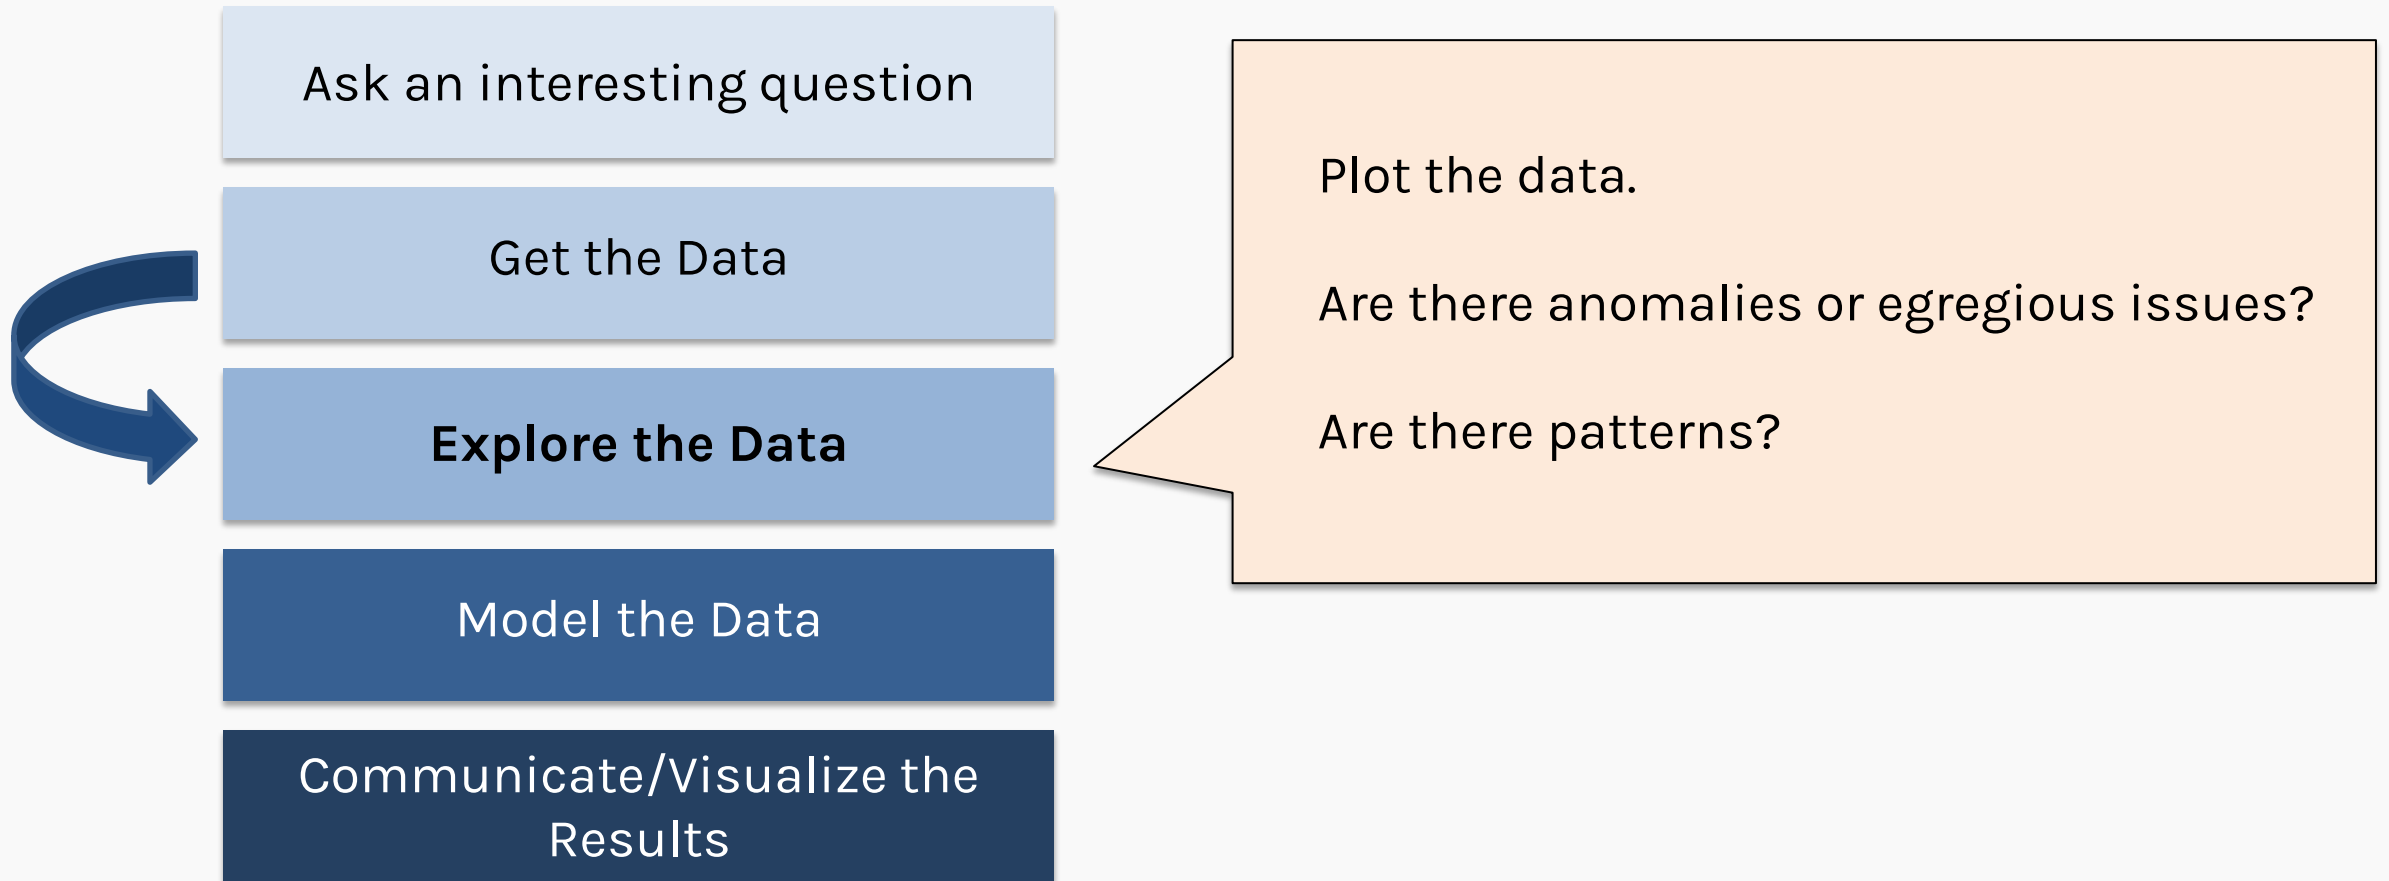 Ask an interesting question
Get the Data
Explore the Data
Model the Data
Communicate/Visualize the
Results
Plot the data.
Are there anomalies or egregious issues?
Are there patterns?